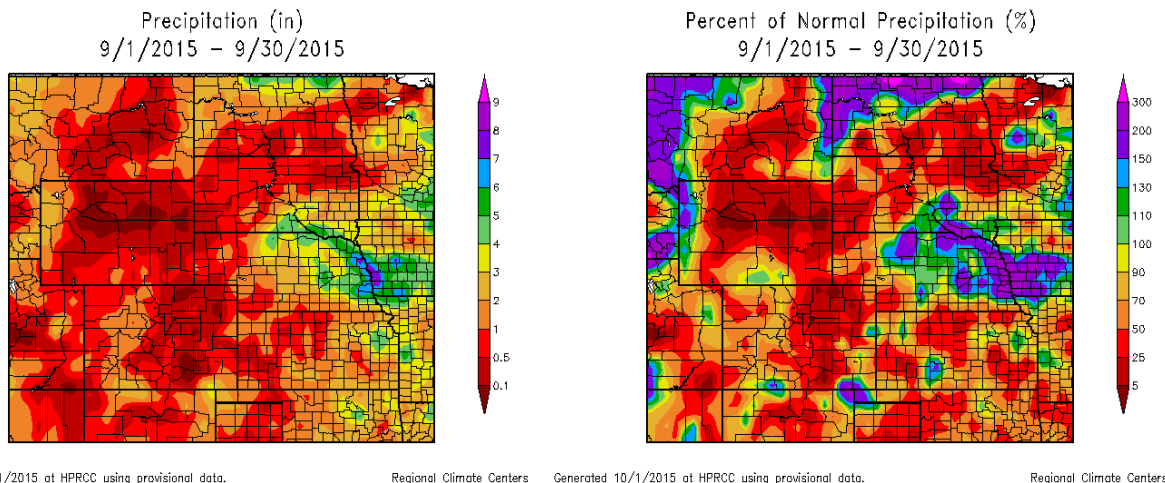 Precipitation (in)
9/1/2015 – 9/30/2015
9
8
7
6
5
4
3
2
1
0.5
0.1
1/2015 at HPRCC using provisional data.
Regional Climate Centers
Percent of Normal Precipitation (%)
9/1/2015 – 9/30/2015
300
200
150
130
110
100
90
70
50
25
5
Generated 10/1/2015 at HPRCC using provisional data.
Regional Climate Centers